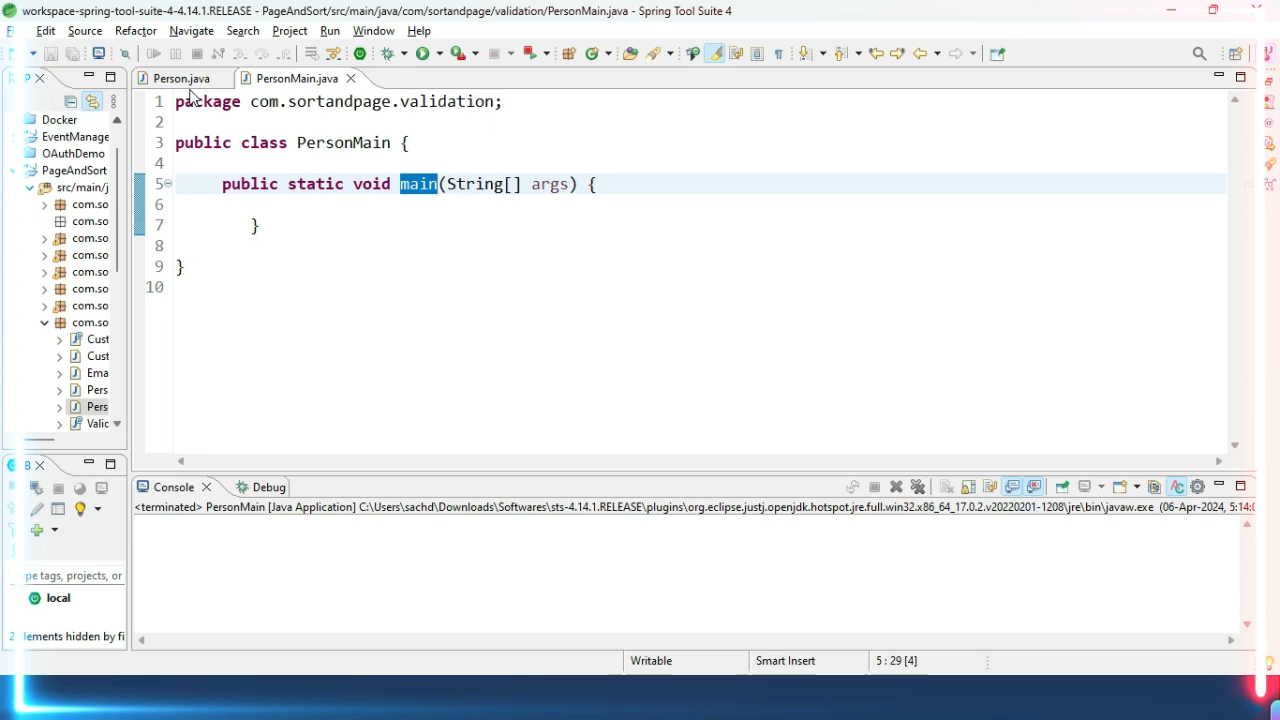 workspace-spring-tool-suite-4-4.14.1.RELEASE - PageAndSort/src/main/java/com/sortandpage/validation/PersonMain.java - Spring Tool Suite 4
Edit Source Refactor Navigate Search Project Run Window Help
P
Person.java PersonMain.java
Docker
EventManage
OAuthDemo
PageAndSort
src/main/j
com.so
com.so
com.so
com.so
com.so
com.so
com.so
com.so
Cust
Cust
Ema
Pers
Pers
Valic
1 package com.sortandpage.validation;
2
3 public class PersonMain {
4
5 public static void main(String[] args) {
6
7 }
8
9 }
10
B
ype tags, projects, or
local
2 lements hidden by fi
Console Debug
<terminated> PersonMain [Java Application] C:\Users\sachd\Downloads\Softwares\sts-4.14.1.RELEASE\plugins\org.eclipse.justj.openjdk.hotspot.jre.full.win32.x86_64_17.0.2.v20220201-1208\jre\bin\javaw.exe (06-Apr-2024, 5:14:0
Writable Smart Insert 5 : 29 [4]